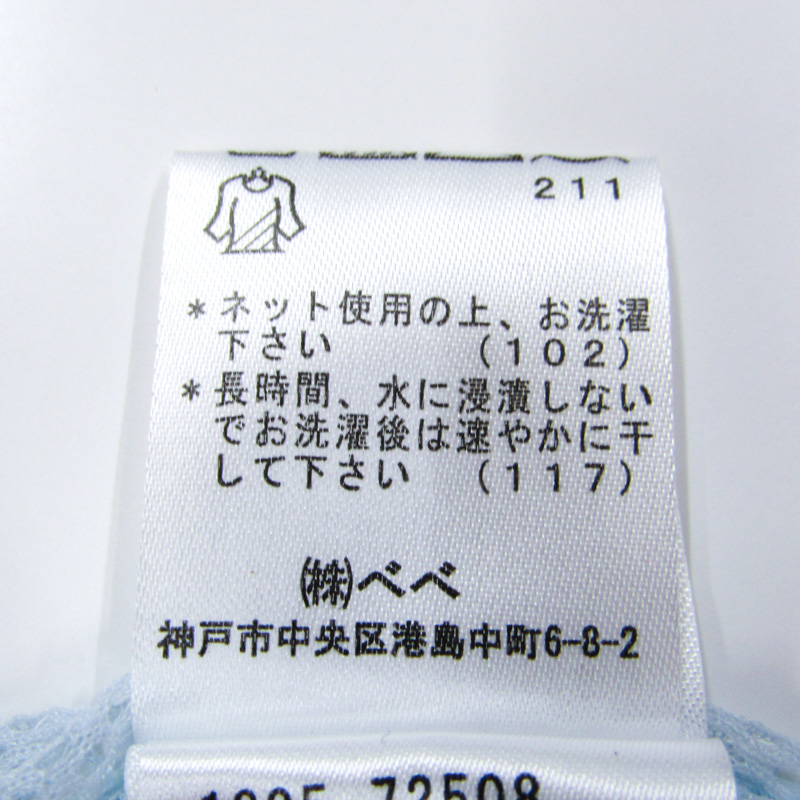 211
*ネット使用の上、お洗濯
下さい (102)
*長時間、水に浸漬しない
でお洗濯後は速やかに干
して下さい (117)
㈱べべ
神戸市中央区港島中町6-8-2
72508